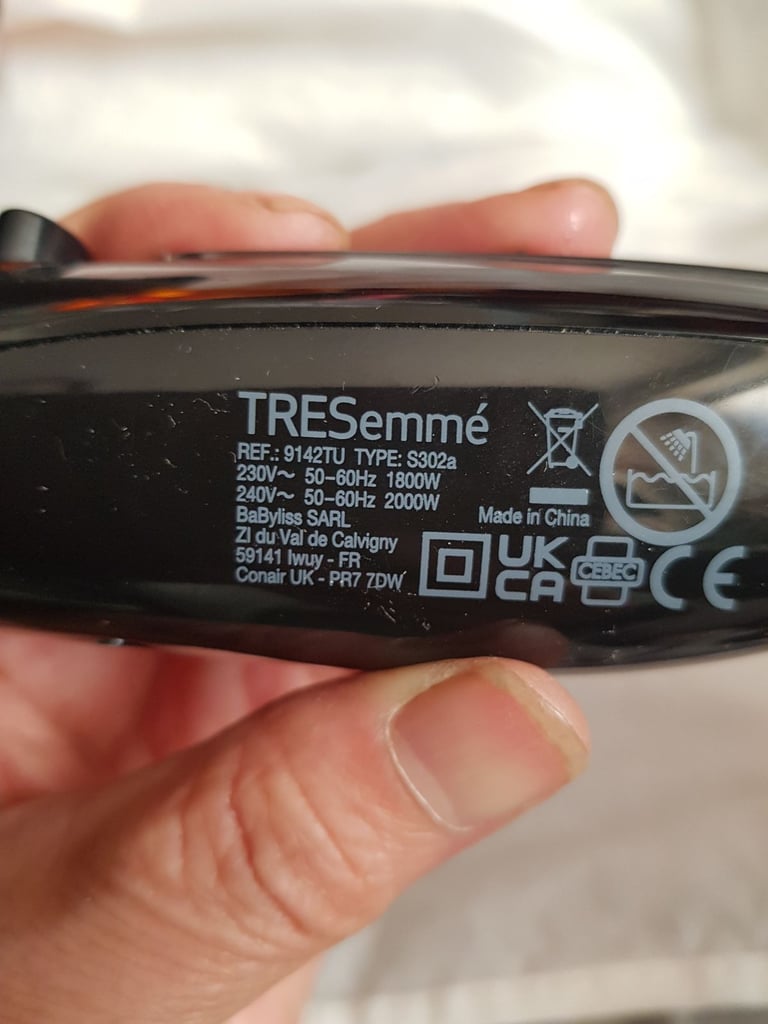 TRESemmé
REF.: 9142TU TYPE: S302a
230V~ 50-60Hz 1800W
240V~ 50-60Hz 2000W
BaByliss SARL
ZI du Val de Calvigny
59141 Iwuy - FR
Conair UK - PR7 7DW
Made in China
UK
CA
CEBEC
CE